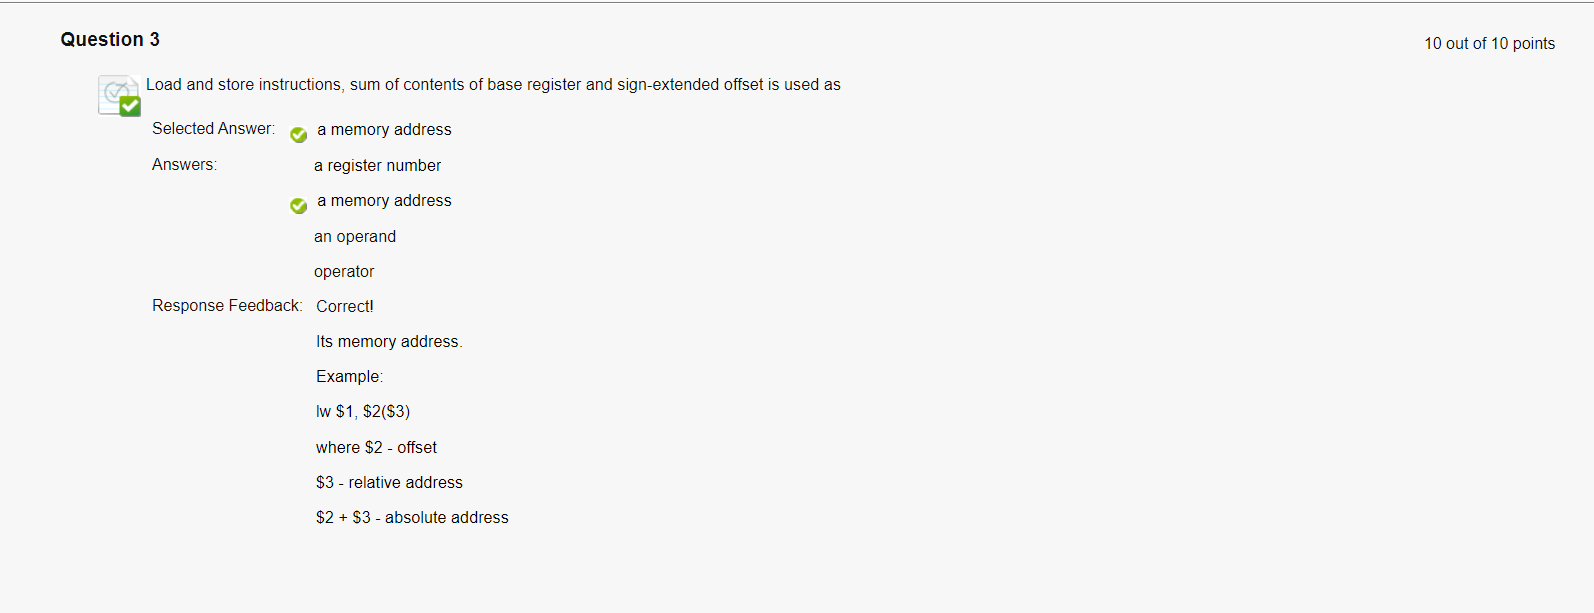 Question 3
10 out of 10 points
Load and store instructions, sum of contents of base register and sign-extended offset is used as
Selected Answer: a memory address
Answers: a register number
a memory address
an operand
operator
Response Feedback: Correct!
Its memory address.
Example:
lw $1, $2($3)
where $2 - offset
$3 - relative address
$2 + $3 - absolute address